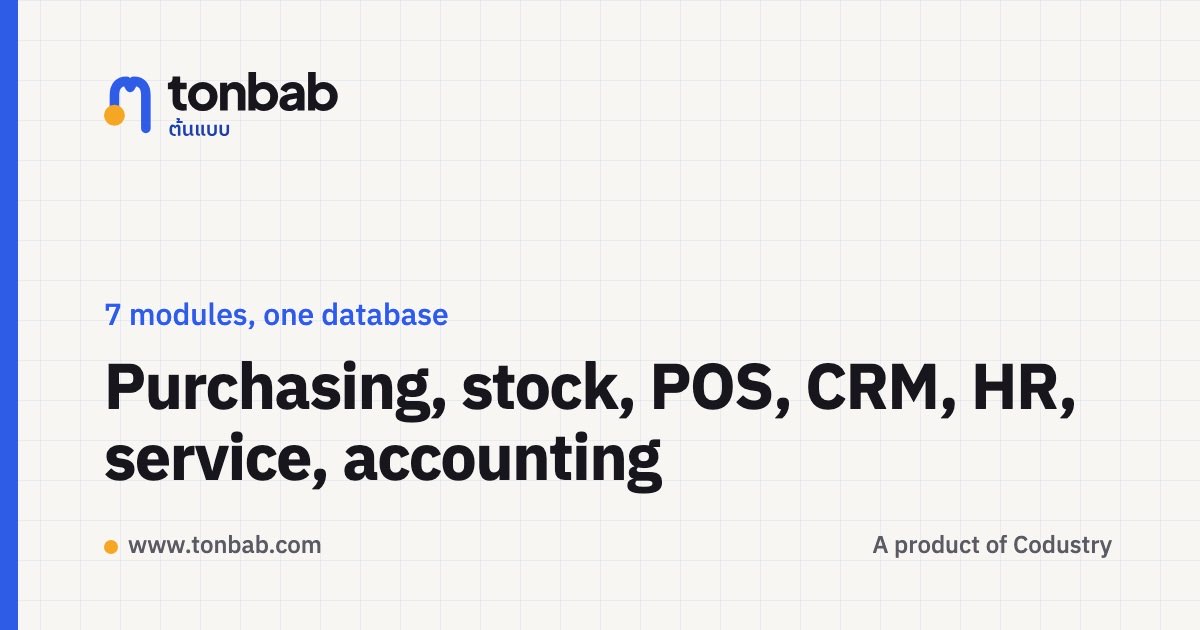 tonbab
ต้นแบบ
7 modules, one database
Purchasing, stock, POS, CRM, HR,
service, accounting
www.tonbab.com
A product of Codustry